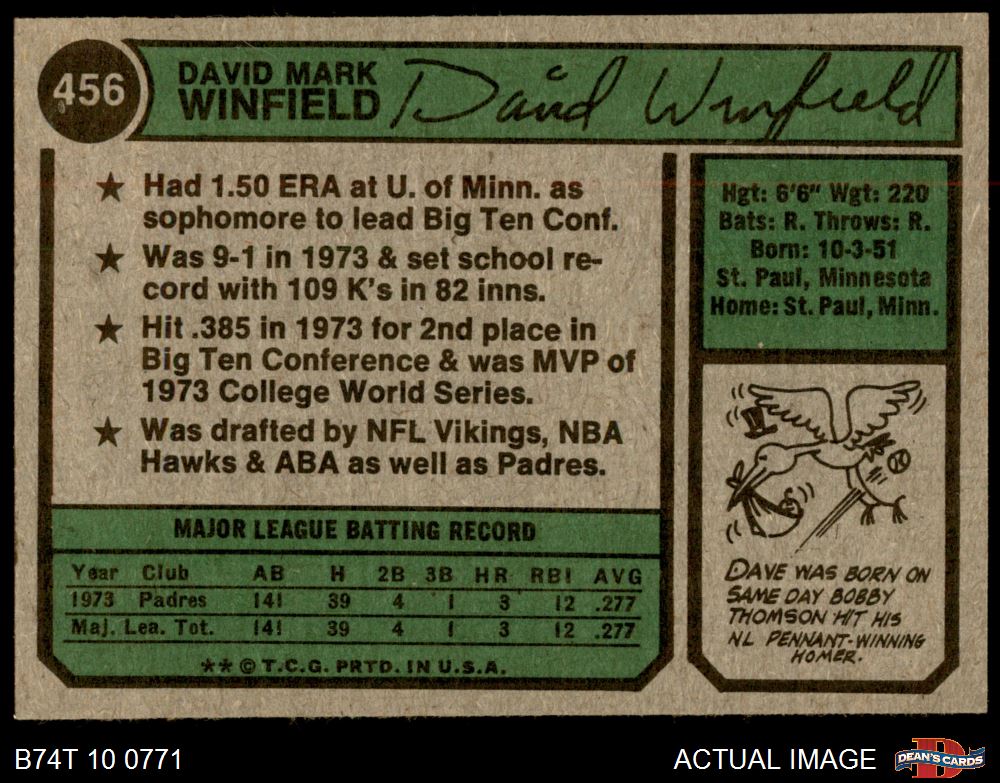 456
DAVID MARK
WINFIELD
David Winfield
★ Had 1.50 ERA at U. of Minn. as
sophomore to lead Big Ten Conf.
★ Was 9-1 in 1973 & set school re-
cord with 109 K's in 82 inns.
★ Hit .385 in 1973 for 2nd place in
Big Ten Conference & was MVP of
1973 College World Series.
★ Was drafted by NFL Vikings, NBA
Hawks & ABA as well as Padres.
Hgt: 6'6" Wgt: 220
Bats: R. Throws: R.
Born: 10-3-51
St. Paul, Minnesota
Home: St. Paul, Minn.
MAJOR LEAGUE BATTING RECORD
Year Club AB H 2B 3B HR RBI AVG
1973 Padres 141 39 4 1 3 12 .277
Maj. Lea. Tot. 141 39 4 1 3 12 .277
★★ © T.C.G. PRTD. IN U.S.A.
DAVE WAS BORN ON
SAME DAY BOBBY
THOMSON HIT HIS
NL PENNANT-WINNING
HOMER.
B74T 10 0771
ACTUAL IMAGE
D
DEAN'S CARDS